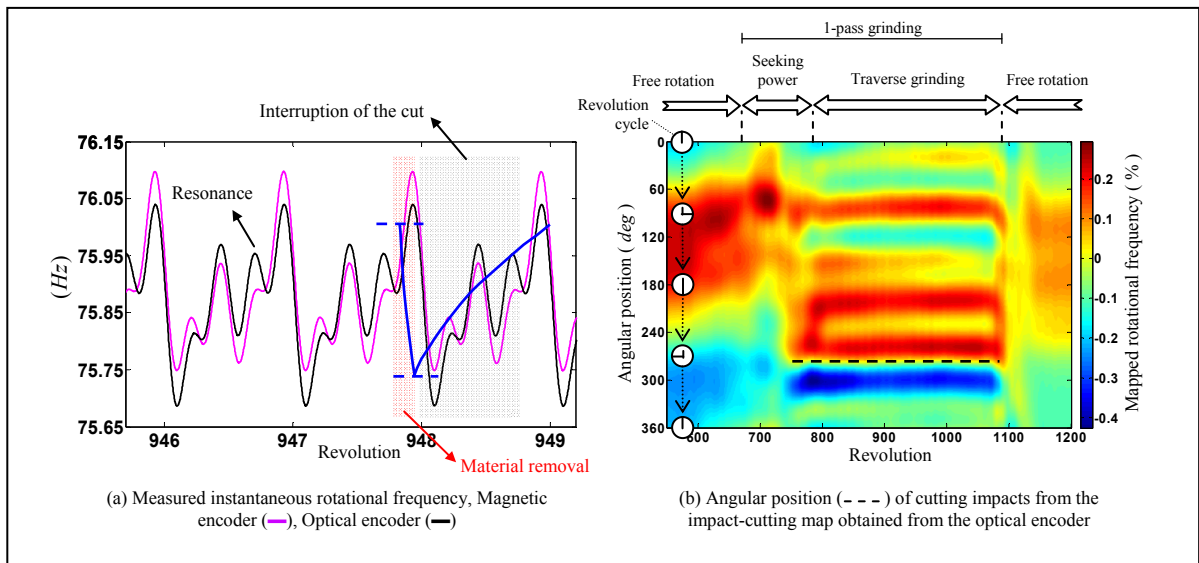 Interruption of the cut
Resonance
76.15
76.05
75.95
75.85
75.75
75.65
(Hz)
946
947
948
949
Revolution
Material removal
(a) Measured instantaneous rotational frequency, Magnetic
encoder (), Optical encoder ()
1-pass grinding
Seeking
power
Free rotation
Traverse grinding
Free rotation
Revolution
cycle
0
60
120
180
240
300
360
Angular position ( deg )
600
700
800
900
1000
1100
1200
Revolution
0.2
0.1
0
-0.1
-0.2
-0.3
-0.4
Mapped rotational frequency ( % )
(b) Angular position (---) of cutting impacts from the
impact-cutting map obtained from the optical encoder